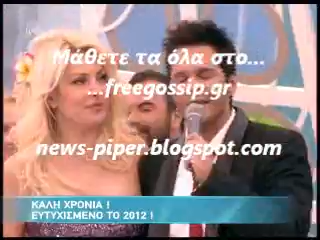 Μάθετε τα όλα στο...
...freegossip.gr
news-piper.blogspot.com
ΚΑΛΗ ΧΡΟΝΙΑ !
ΕΥΤΥΧΙΣΜΕΝΟ ΤΟ 2012 !